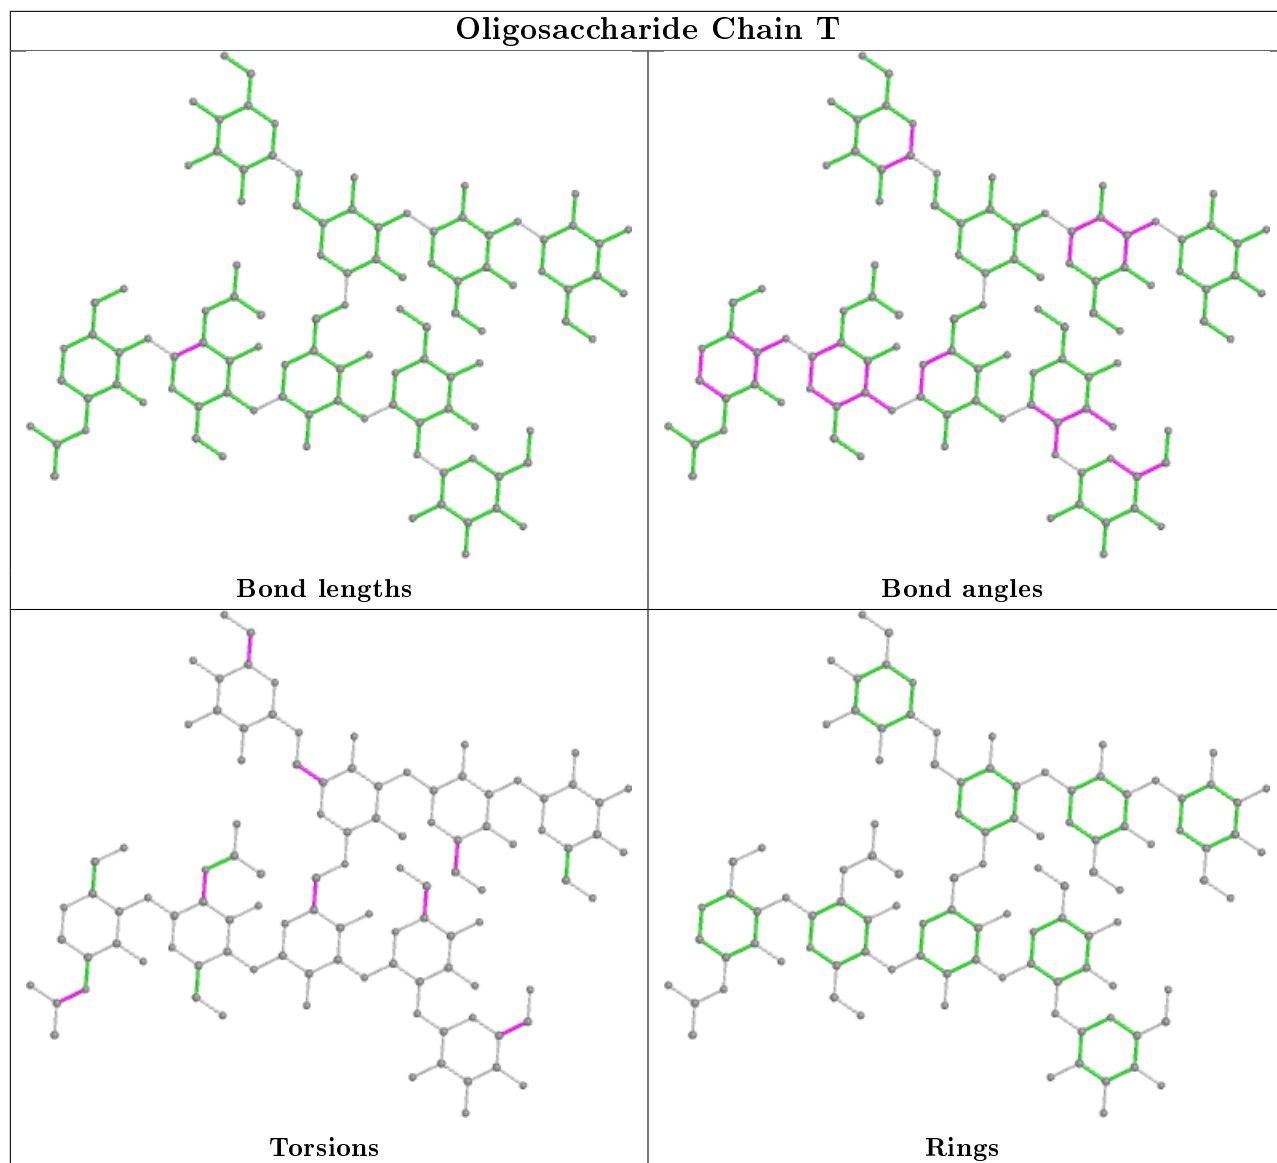 Oligosaccharide Chain T
Bond lengths
Bond angles
Torsions
Rings